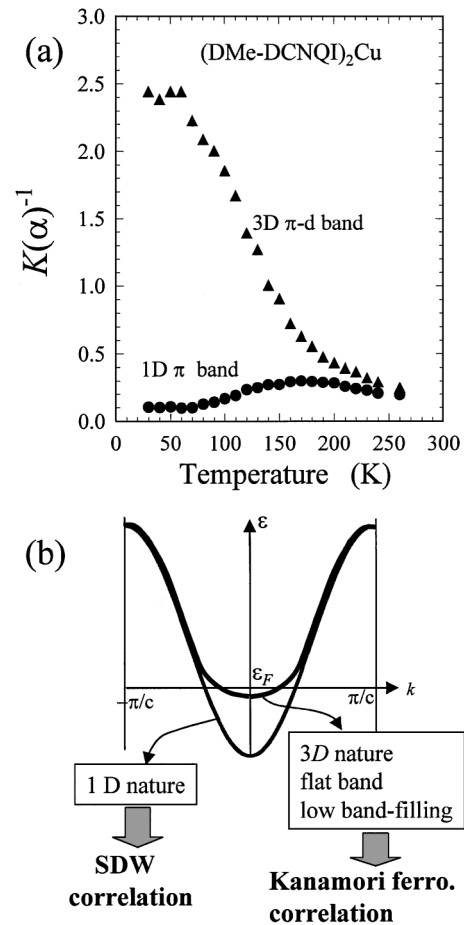 (a)
(DMe-DCNQI)₂Cu
3.0
2.5
2.0
1.5
1.0
0.5
0.0
K(α)⁻¹
3D π-d band
1D π band
0 50 100 150 200 250 300
Temperature (K)
(b)
ε
ε_F
k
−π/c
π/c
1 D nature
3D nature
flat band
low band-filling
SDW
correlation
Kanamori ferro.
correlation